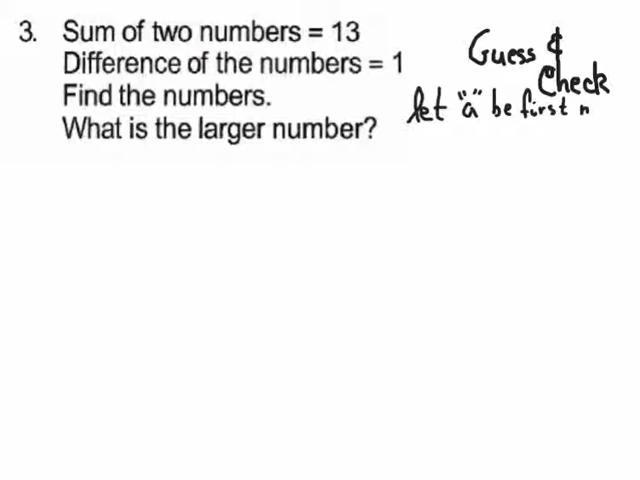 3. Sum of two numbers = 13
Difference of the numbers = 1
Find the numbers.
What is the larger number?
Guess &
Check
let "a" be first n